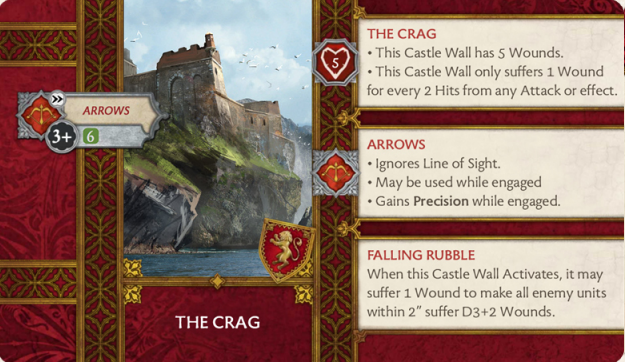 ARROWS
3+ 6
THE CRAG
THE CRAG
• This Castle Wall has 5 Wounds.
• This Castle Wall only suffers 1 Wound
for every 2 Hits from any Attack or effect.
5
ARROWS
• Ignores Line of Sight.
• May be used while engaged
• Gains Precision while engaged.
FALLING RUBBLE
When this Castle Wall Activates, it may
suffer 1 Wound to make all enemy units
within 2" suffer D3+2 Wounds.